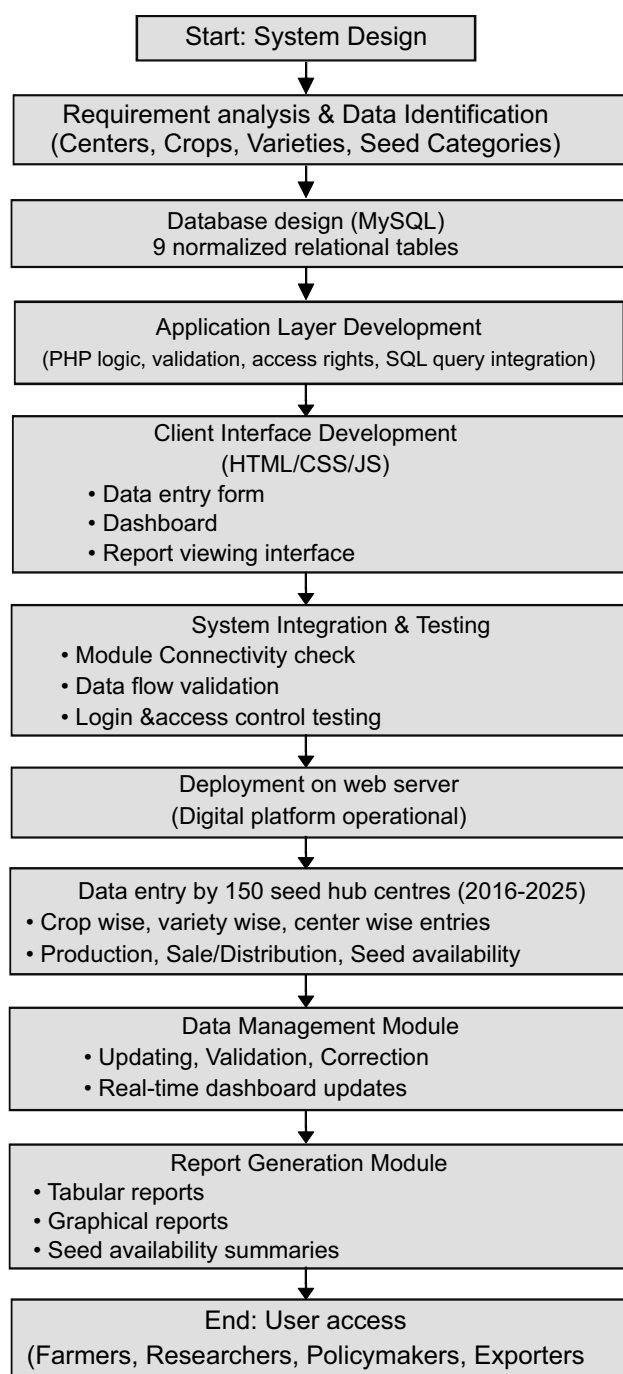 Start: System Design
Requirement analysis & Data Identification
(Centers, Crops, Varieties, Seed Categories)
Database design (MySQL)
9 normalized relational tables
Application Layer Development
(PHP logic, validation, access rights, SQL query integration)
Client Interface Development
(HTML/CSS/JS)
• Data entry form
• Dashboard
• Report viewing interface
System Integration & Testing
• Module Connectivity check
• Data flow validation
• Login &access control testing
Deployment on web server
(Digital platform operational)
Data entry by 150 seed hub centres (2016-2025)
• Crop wise, variety wise, center wise entries
• Production, Sale/Distribution, Seed availability
Data Management Module
• Updating, Validation, Correction
• Real-time dashboard updates
Report Generation Module
• Tabular reports
• Graphical reports
• Seed availability summaries
End: User access
(Farmers, Researchers, Policymakers, Exporters